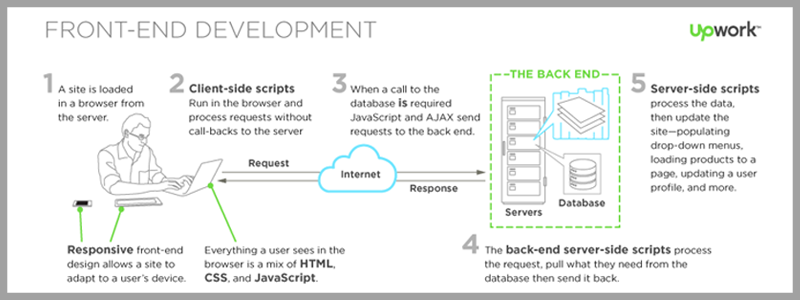 FRONT-END DEVELOPMENT
Upwork™
1
A site is loaded
in a browser from
the server.
2
Client-side scripts
Run in the browser and
process requests without
call-backs to the server
3
When a call to the
database is required
JavaScript and AJAX send
requests to the back end.
THE BACK END
Servers
Database
5
Server-side scripts
process the data,
then update the
site—populating
drop-down menus,
loading products to a
page, updating a user
profile, and more.
Request
Internet
Response
Responsive front-end
design allows a site to
adapt to a user's device.
Everything a user sees in the
browser is a mix of HTML,
CSS, and JavaScript.
4
The back-end server-side scripts process
the request, pull what they need from the
database then send it back.